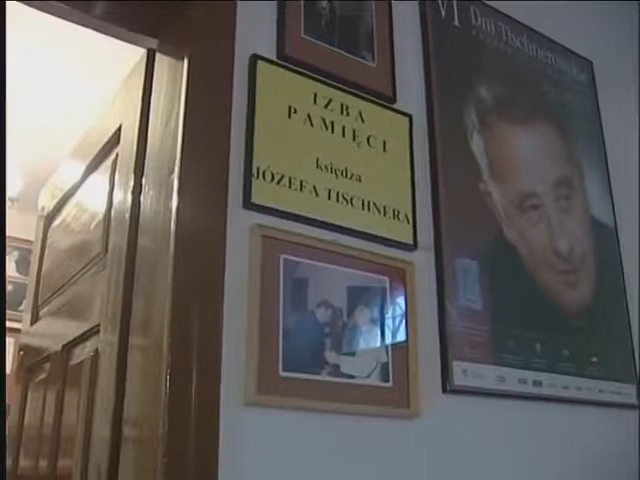 IZBA
PAMIĘCI
księdza
JÓZEFA TISCHNERA
VI Dni Tischnerowskie